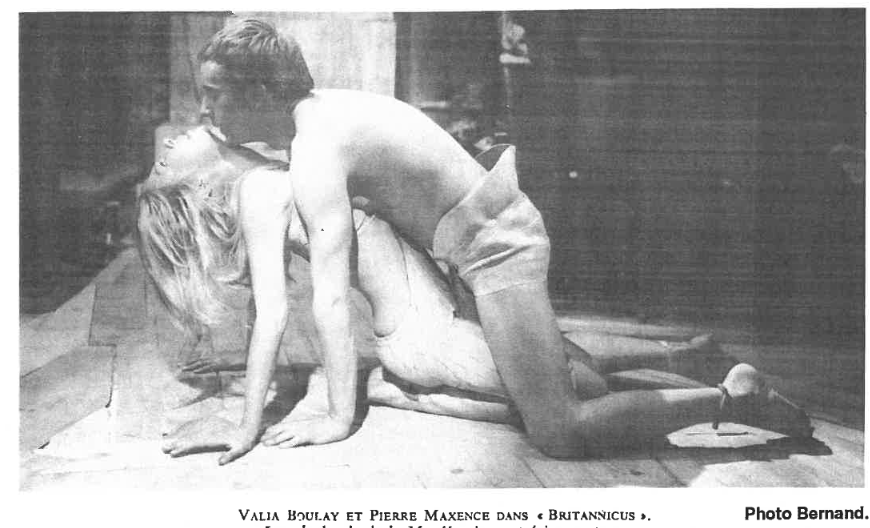 VALIA BOULAY ET PIERRE MAXENCE DANS « BRITANNICUS ».
Photo Bernand.